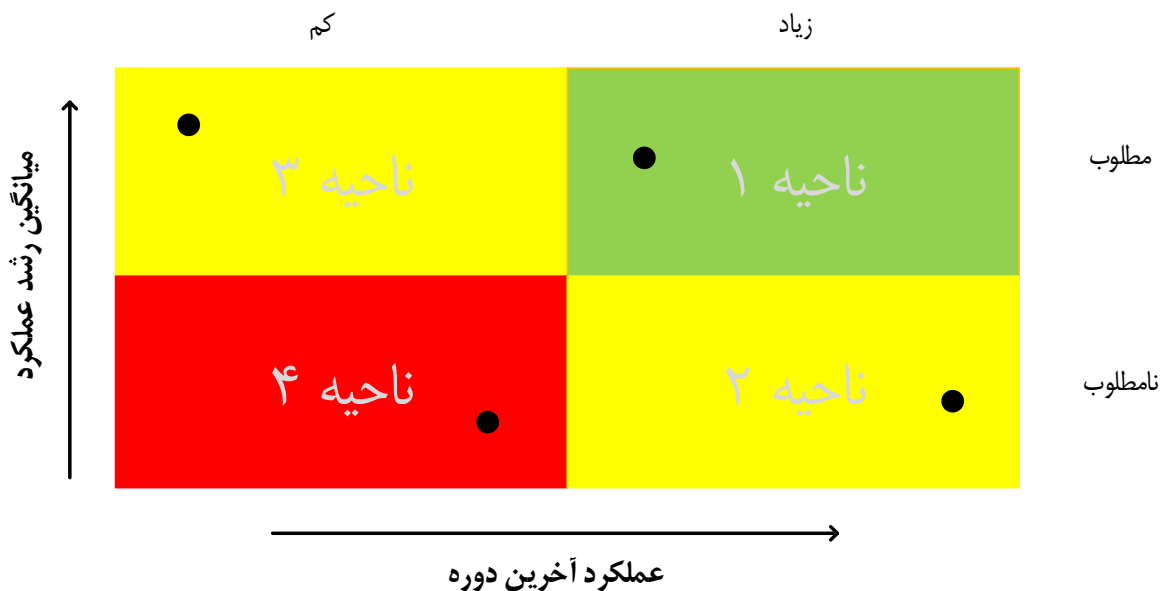 زیاد
کم
ناحیه ۱
ناحیه ۳
مطلوب
ناحیه ۲
ناحیه ۴
نامطلوب
میانگین رشد عملکرد
عملکرد آخرین دوره